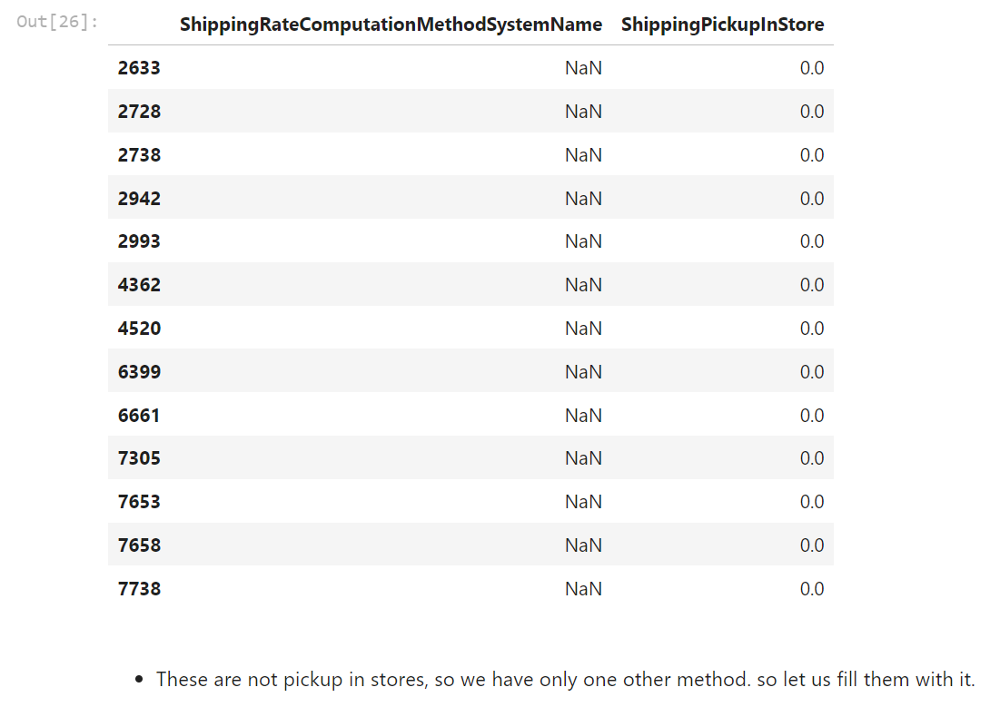 Out[26]:
ShippingRateComputationMethodSystemName ShippingPickupInStore
2633 NaN 0.0
2728 NaN 0.0
2738 NaN 0.0
2942 NaN 0.0
2993 NaN 0.0
4362 NaN 0.0
4520 NaN 0.0
6399 NaN 0.0
6661 NaN 0.0
7305 NaN 0.0
7653 NaN 0.0
7658 NaN 0.0
7738 NaN 0.0
• These are not pickup in stores, so we have only one other method. so let us fill them with it.